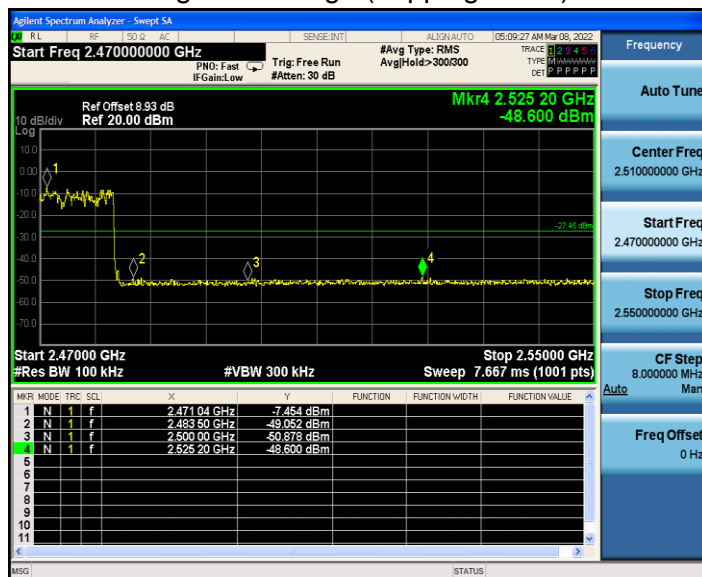 Agilent Spectrum Analyzer - Swept SA
RL RF 50 Ω AC SENSE:INT ALIGN AUTO 05:09:27 AM Mar 08, 2022
Start Freq 2.470000000 GHz
PNO: Fast
IFGain:Low
Trig: Free Run
#Atten: 30 dB
#Avg Type: RMS
Avg|Hold:>300/300
TRACE 1 2 3 4 5 6
TYPE M
DET P P P P P P
Ref Offset 8.93 dB
Ref 20.00 dBm
10 dB/div
Log
Mkr4 2.525 20 GHz
-48.600 dBm
10.0
0.00
-10.0
-20.0
-30.0
-40.0
-50.0
-60.0
-70.0
1
2
3
4
-27.45 dBm
Start 2.47000 GHz Stop 2.55000 GHz
#Res BW 100 kHz #VBW 300 kHz Sweep 7.667 ms (1001 pts)
MKR MODE TRC SCL X Y FUNCTION FUNCTION WIDTH FUNCTION VALUE
1 N 1 f 2.471 04 GHz -7.454 dBm
2 N 1 f 2.483 50 GHz -49.052 dBm
3 N 1 f 2.500 00 GHz -50.878 dBm
4 N 1 f 2.525 20 GHz -48.600 dBm
5
6
7
8
9
10
11
MSG STATUS
Frequency
Auto Tune
Center Freq
2.510000000 GHz
Start Freq
2.470000000 GHz
Stop Freq
2.550000000 GHz
CF Step
8.000000 MHz
Auto Man
Freq Offset
0 Hz